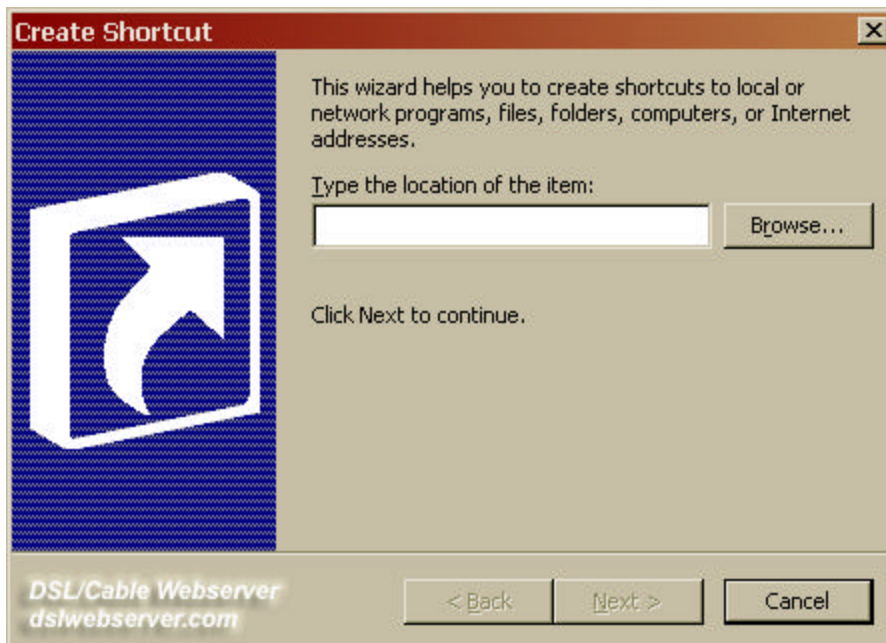 Create Shortcut
This wizard helps you to create shortcuts to local or
network programs, files, folders, computers, or Internet
addresses.
Type the location of the item:
Browse...
Click Next to continue.
DSL/Cable Webserver
dslwebserver.com
< Back
Next >
Cancel